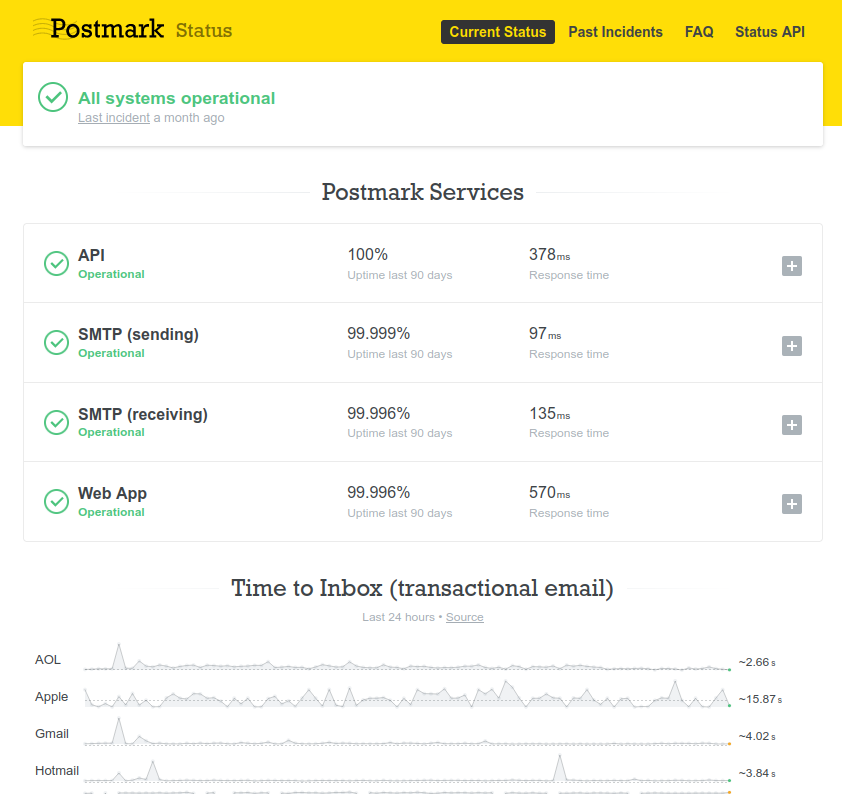 Postmark Status
Current Status Past Incidents FAQ Status API
All systems operational
Last incident a month ago
Postmark Services
API 100% 378ms
Operational Uptime last 90 days Response time
SMTP (sending) 99.999% 97ms
Operational Uptime last 90 days Response time
SMTP (receiving) 99.996% 135ms
Operational Uptime last 90 days Response time
Web App 99.996% 570ms
Operational Uptime last 90 days Response time
Time to Inbox (transactional email)
Last 24 hours • Source
AOL ~2.66 s
Apple ~15.87 s
Gmail ~4.02 s
Hotmail ~3.84 s